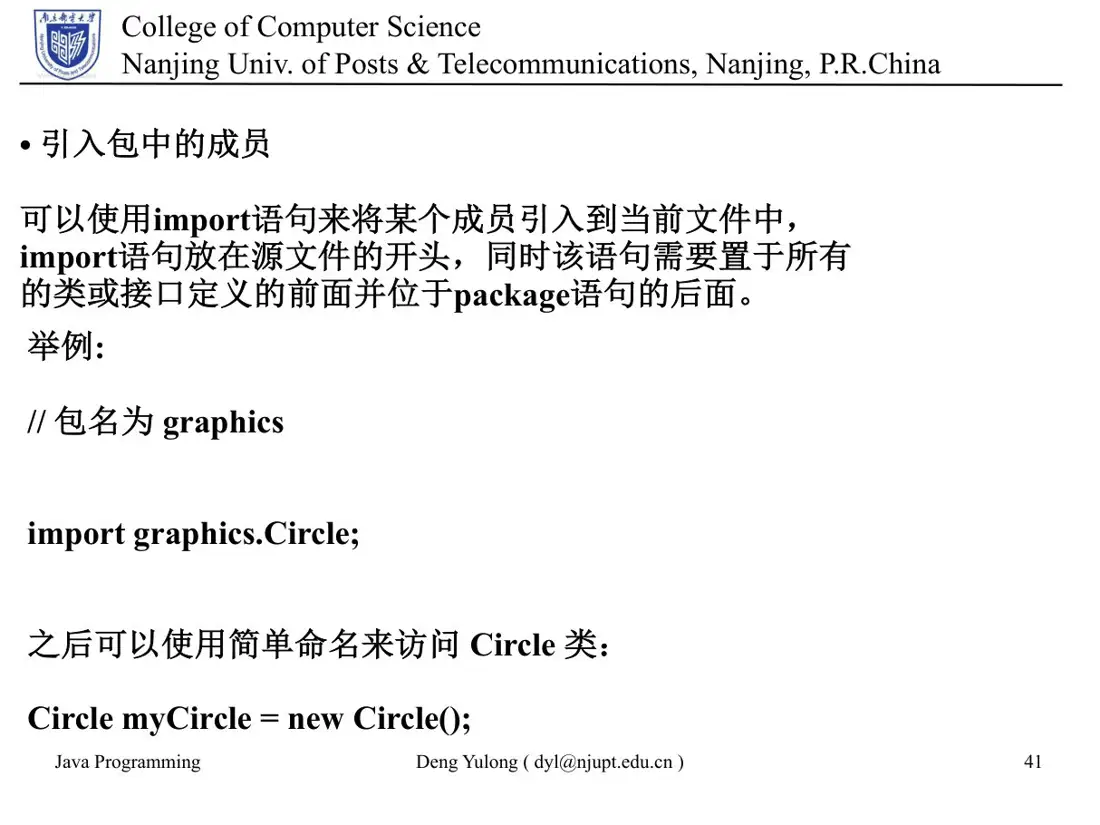 College of Computer Science
Nanjing Univ. of Posts & Telecommunications, Nanjing, P.R.China
• 引入包中的成员
可以使用import语句来将某个成员引入到当前文件中，
import语句放在源文件的开头，同时该语句需要置于所有
的类或接口定义的前面并位于package语句的后面。
举例:
// 包名为 graphics
import graphics.Circle;
之后可以使用简单命名来访问 Circle 类：
Circle myCircle = new Circle();
Java Programming
Deng Yulong ( dyl@njupt.edu.cn )
41